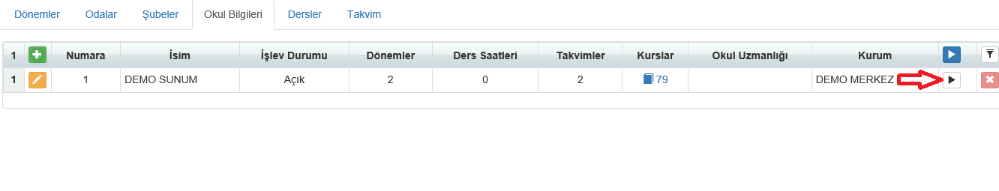 Dönemler Odalar Şubeler Okul Bilgileri Dersler Takvim
1 Numara İsim İşlev Durumu Dönemler Ders Saatleri Takvimler Kurslar Okul Uzmanlığı Kurum
1 1 DEMO SUNUM Açık 2 0 2 79 DEMO MERKEZ